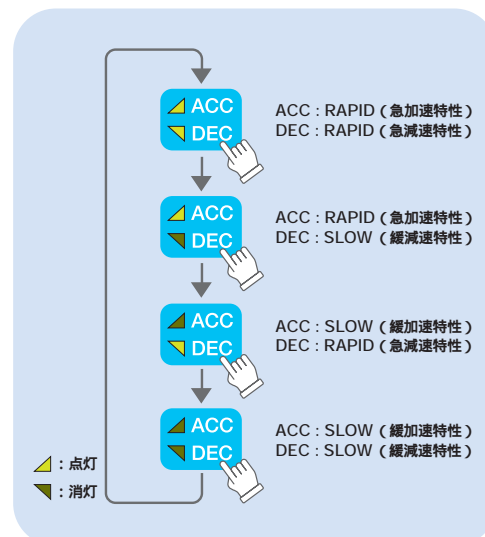 ACC
DEC
ACC : RAPID ( 急加速特性 )
DEC : RAPID ( 急減速特性 )
ACC
DEC
ACC : RAPID ( 急加速特性 )
DEC : SLOW ( 緩減速特性 )
ACC
DEC
ACC : SLOW ( 緩加速特性 )
DEC : RAPID ( 急減速特性 )
ACC
DEC
ACC : SLOW ( 緩加速特性 )
DEC : SLOW ( 緩減速特性 )
: 点灯
: 消灯